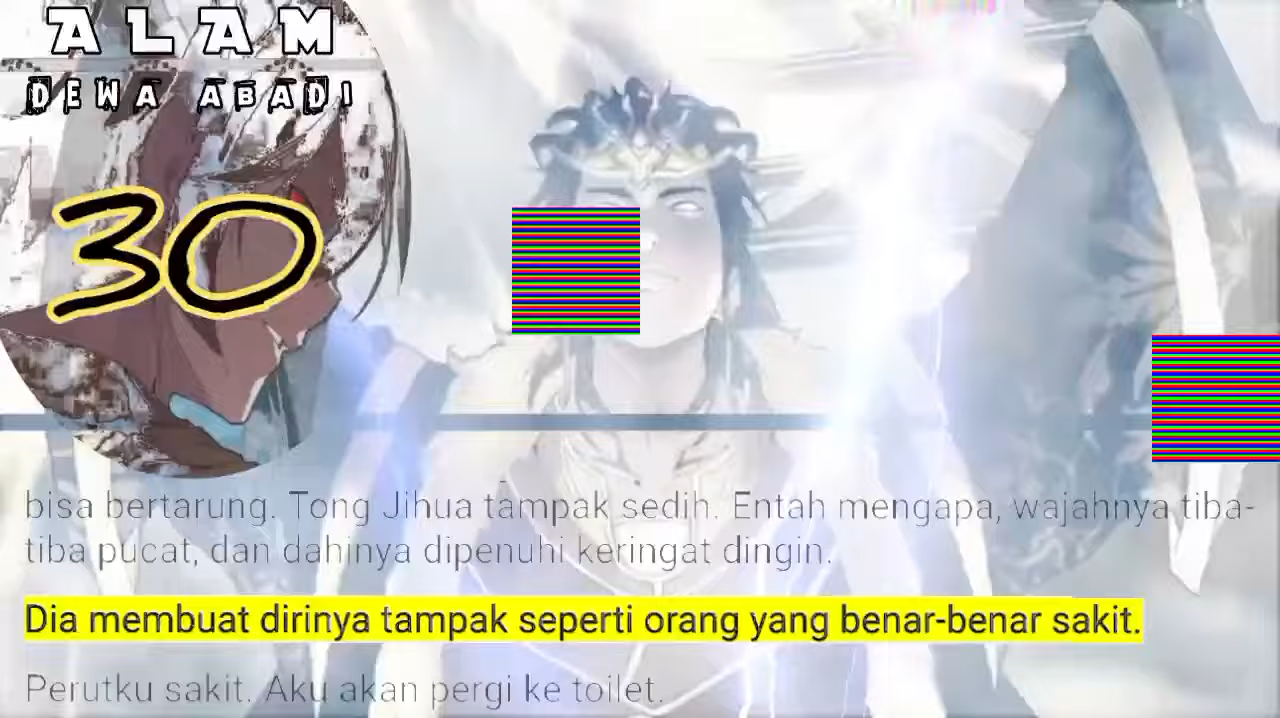 ALAM
DEWA ABADI
30
bisa bertarung. Tong Jihua tampak sedih. Entah mengapa, wajahnya tiba-
tiba pucat, dan dahinya dipenuhi keringat dingin.
Dia membuat dirinya tampak seperti orang yang benar-benar sakit.
Perutku sakit. Aku akan pergi ke toilet.